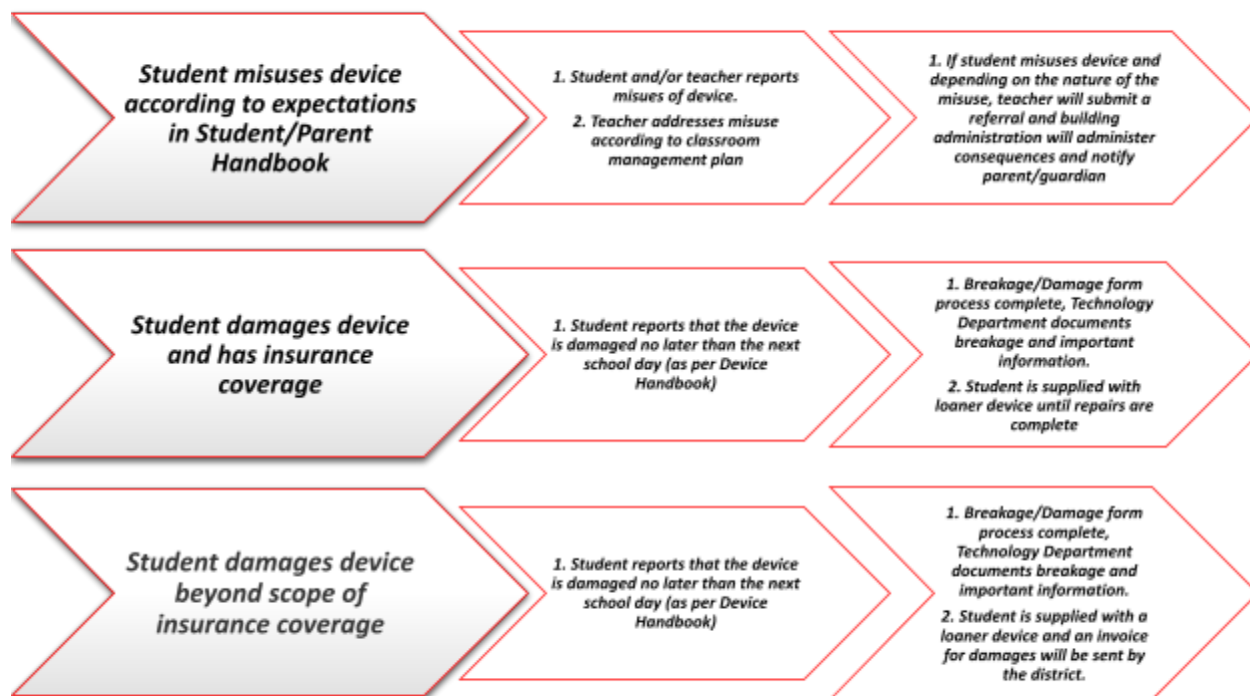 Student misuses device
according to expectations
in Student/Parent
Handbook
1. Student and/or teacher reports
misues of device.
2. Teacher addresses misuse
according to classroom
management plan
1. If student misuses device and
depending on the nature of the
misuse, teacher will submit a
referral and building
administration will administer
consequences and notify
parent/guardian
Student damages device
and has insurance
coverage
1. Student reports that the device
is damaged no later than the next
school day (as per Device
Handbook)
1. Breakage/Damage form
process complete, Technology
Department documents
breakage and important
information.
2. Student is supplied with
loaner device until repairs are
complete
Student damages device
beyond scope of
insurance coverage
1. Student reports that the device
is damaged no later than the next
school day (as per Device
Handbook)
1. Breakage/Damage form
process complete,
Technology Department
documents breakage and
important information.
2. Student is supplied with a
loaner device and an invoice
for damages will be sent by
the district.